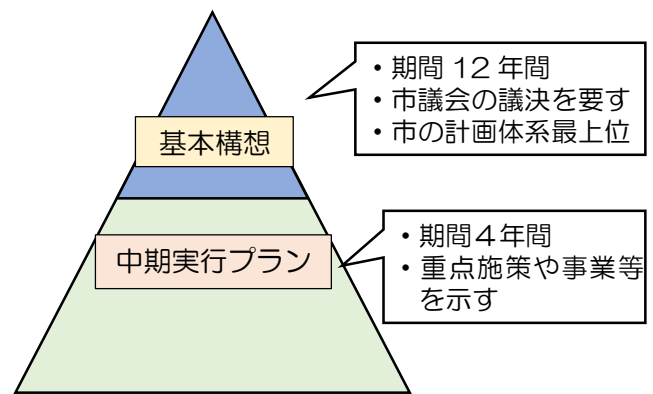 ・期間 12 年間
・市議会の議決を要す
・市の計画体系最上位
基本構想
・期間4年間
・重点施策や事業等
を示す
中期実行プラン